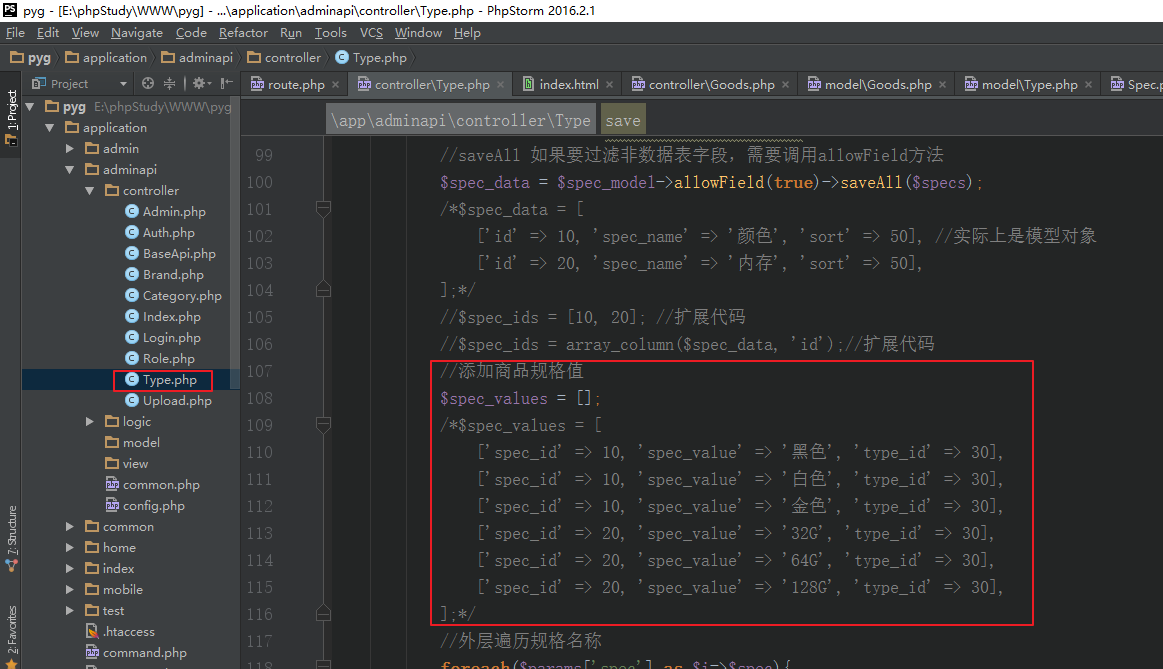 pyg - [E:\phpStudy\WWW\pyg] - ...\application\adminapi\controller\Type.php - PhpStorm 2016.2.1
File Edit View Navigate Code Refactor Run Tools VCS Window Help
pyg application adminapi controller Type.php
Project
route.php controller\Type.php index.html controller\Goods.php model\Goods.php model\Type.php Spec.p
1: Project
7: Structure
2: Favorites
pyg E:\phpStudy\WWW\pyg
application
admin
adminapi
controller
Admin.php
Auth.php
BaseApi.php
Brand.php
Category.php
Index.php
Login.php
Role.php
Type.php
Upload.php
logic
model
view
common.php
config.php
common
home
index
mobile
test
.htaccess
command.php
\app\adminapi\controller\Type save
99 //saveAll 如果要过滤非数据表字段，需要调用allowField方法
100 $spec_data = $spec_model->allowField(true)->saveAll($specs);
101 /*$spec_data = [
102 ['id' => 10, 'spec_name' => '颜色', 'sort' => 50], //实际上是模型对象
103 ['id' => 20, 'spec_name' => '内存', 'sort' => 50],
104 ];*/
105 //$spec_ids = [10, 20]; //扩展代码
106 //$spec_ids = array_column($spec_data, 'id');//扩展代码
107 //添加商品规格值
108 $spec_values = [];
109 /*$spec_values = [
110 ['spec_id' => 10, 'spec_value' => '黑色', 'type_id' => 30],
111 ['spec_id' => 10, 'spec_value' => '白色', 'type_id' => 30],
112 ['spec_id' => 10, 'spec_value' => '金色', 'type_id' => 30],
113 ['spec_id' => 20, 'spec_value' => '32G', 'type_id' => 30],
114 ['spec_id' => 20, 'spec_value' => '64G', 'type_id' => 30],
115 ['spec_id' => 20, 'spec_value' => '128G', 'type_id' => 30],
116 ];*/
117 //外层遍历规格名称
118 foreach($params['spec'] as $i=>$spec){